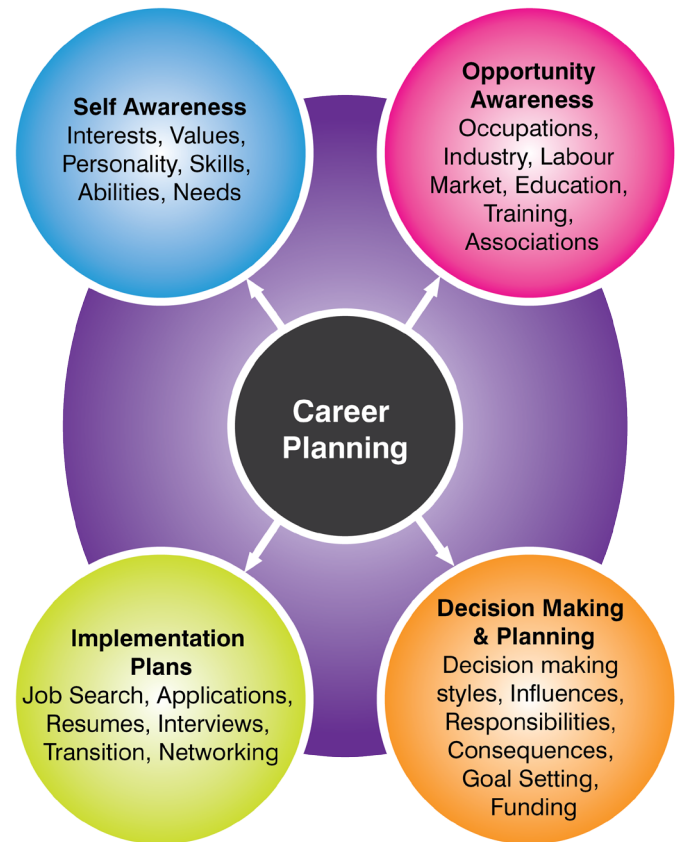 Self Awareness
Interests, Values,
Personality, Skills,
Abilities, Needs
Opportunity
Awareness
Occupations,
Industry, Labour
Market, Education,
Training,
Associations
Career
Planning
Implementation
Plans
Job Search, Applications,
Resumes, Interviews,
Transition, Networking
Decision Making
& Planning
Decision making
styles, Influences,
Responsibilities,
Consequences,
Goal Setting,
Funding